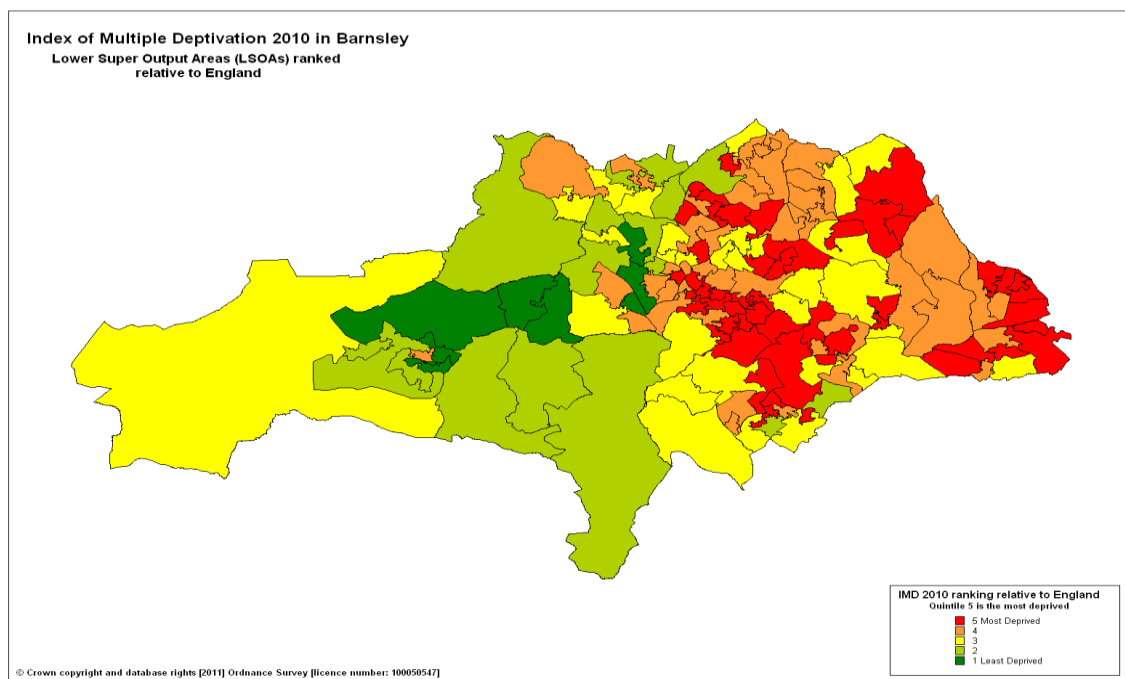 Index of Multiple Deptivation 2010 in Barnsley
Lower Super Output Areas (LSOAs) ranked
relative to England
IMD 2010 ranking relative to England
Quintile 5 is the most deprived
5 Most Deprived
4
3
2
1 Least Deprived
© Crown copyright and database rights [2011] Ordnance Survey [licence number: 100050547]